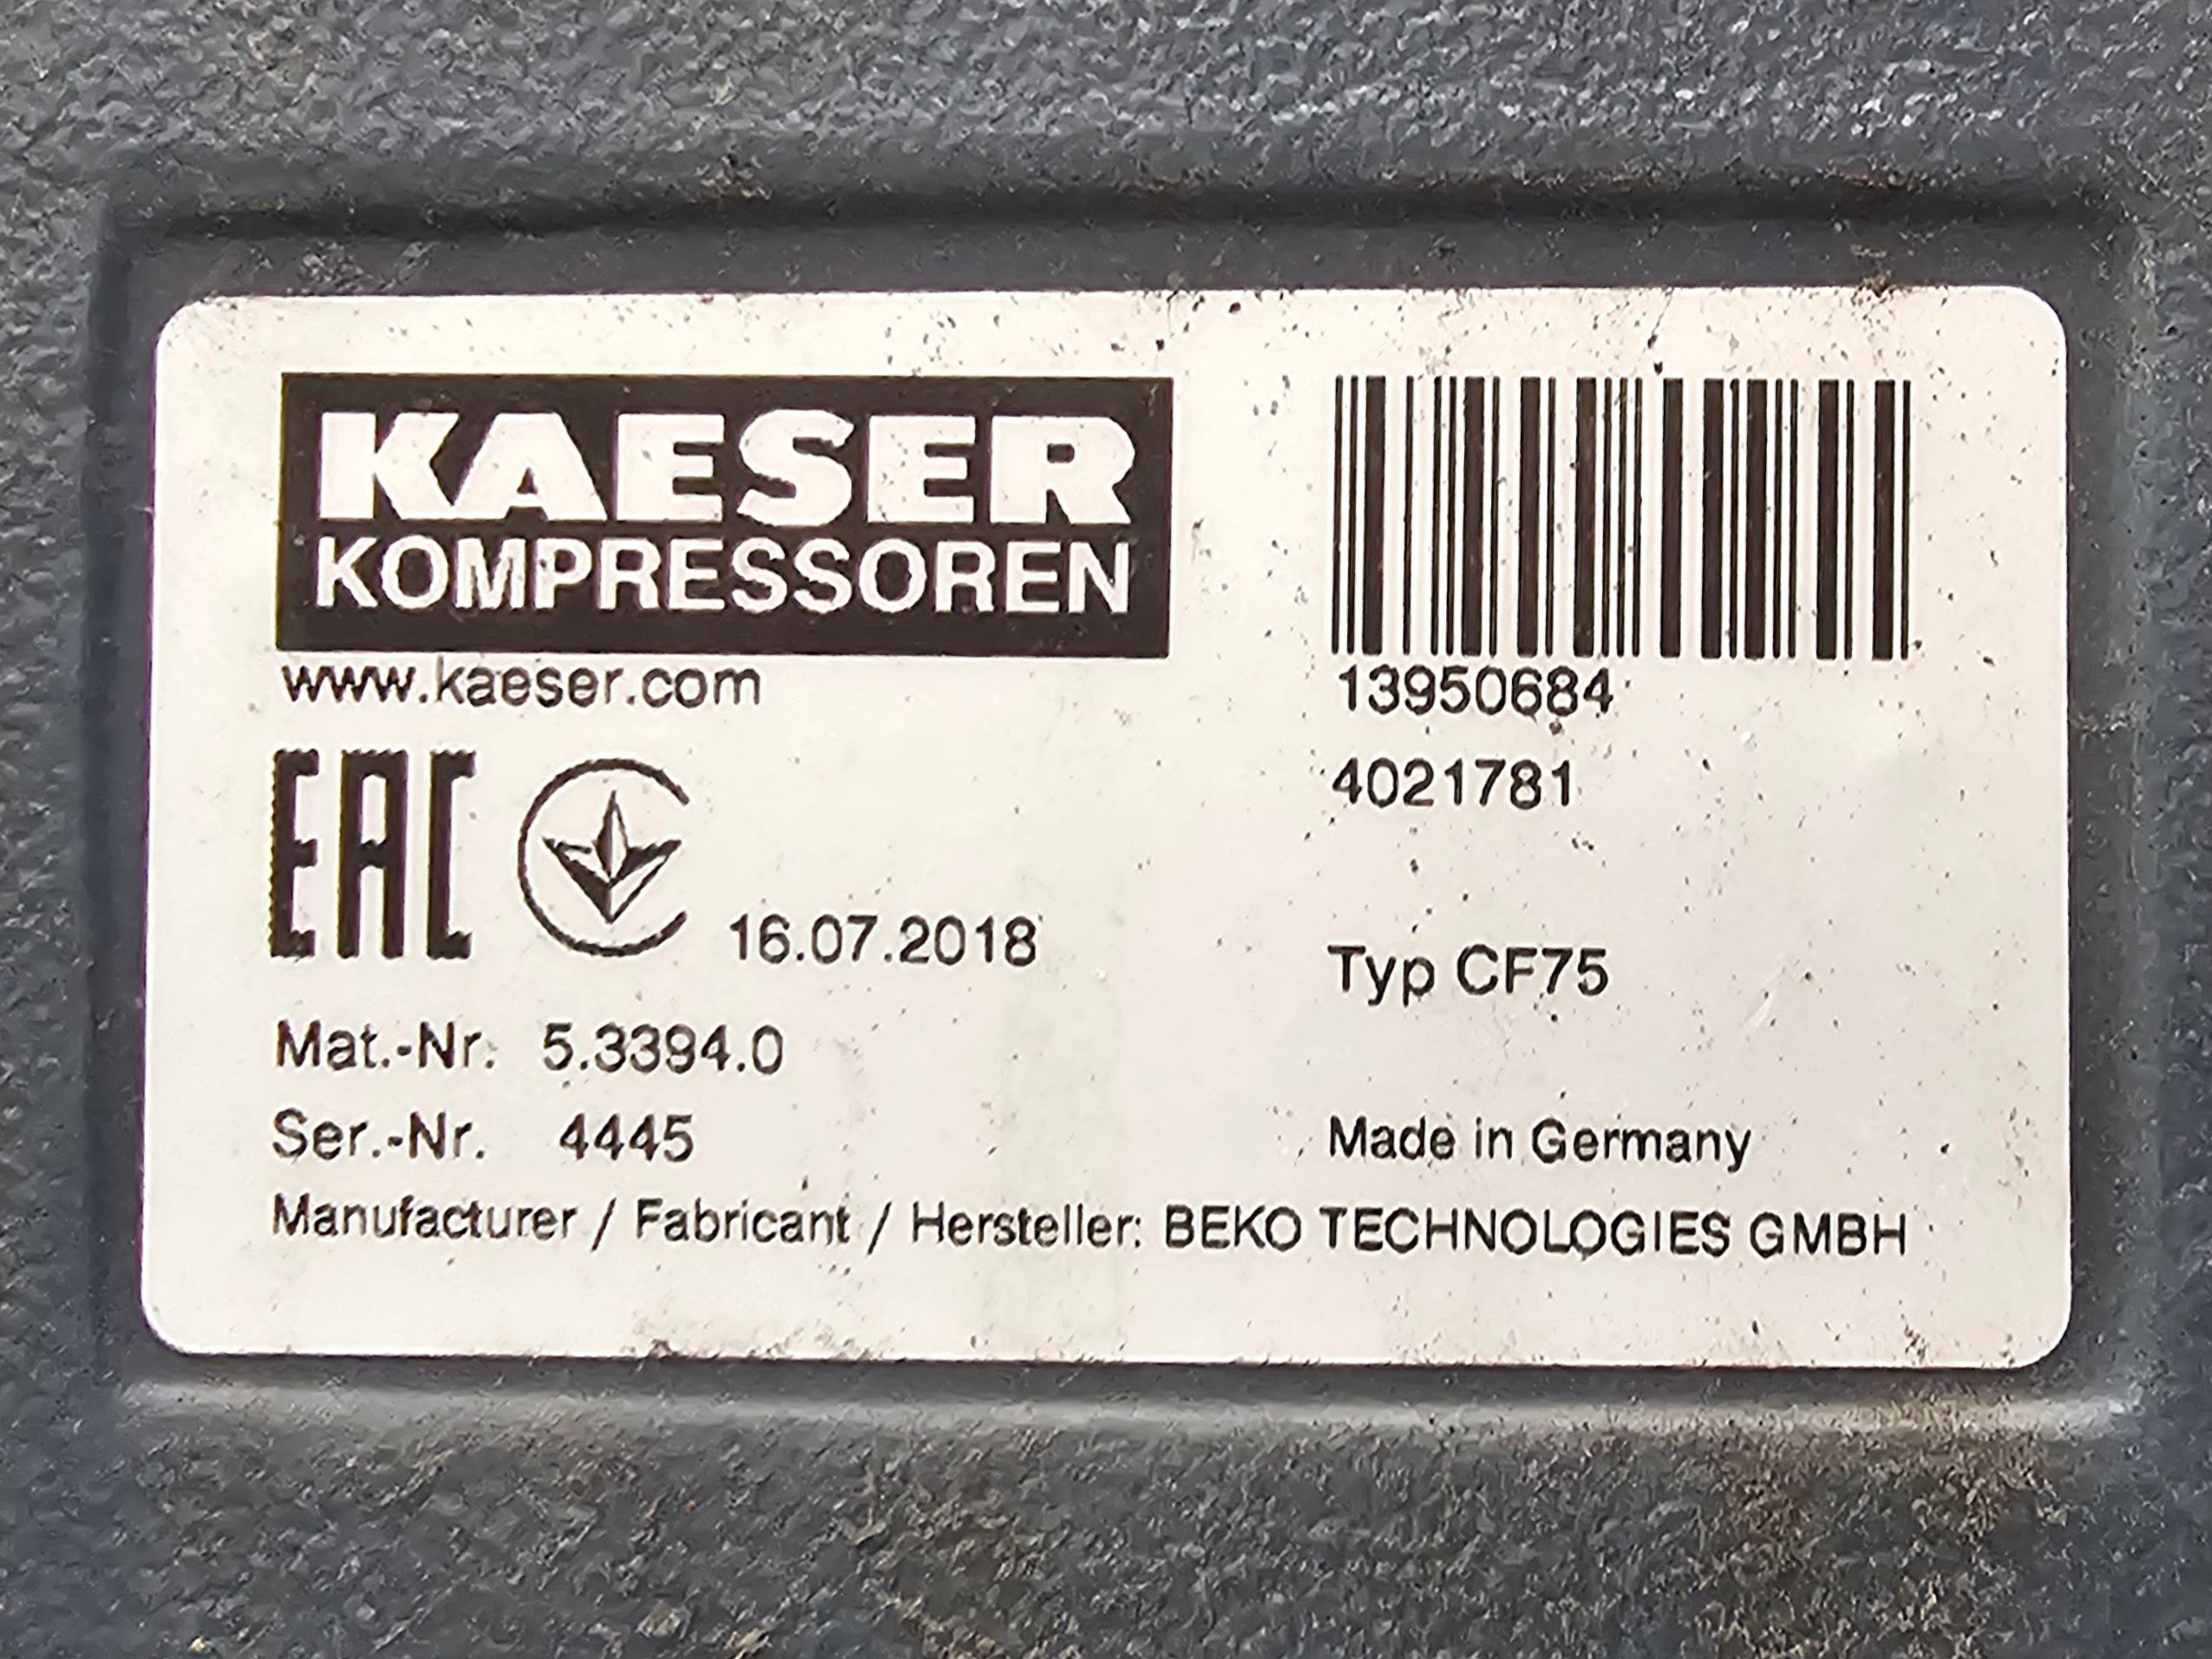 KAESER
KOMPRESSOREN
www.kaeser.com
13950684
4021781
EAC
16.07.2018
Typ CF75
Mat.-Nr. 5.3394.0
Ser.-Nr. 4445
Made in Germany
Manufacturer / Fabricant / Hersteller: BEKO TECHNOLOGIES GMBH